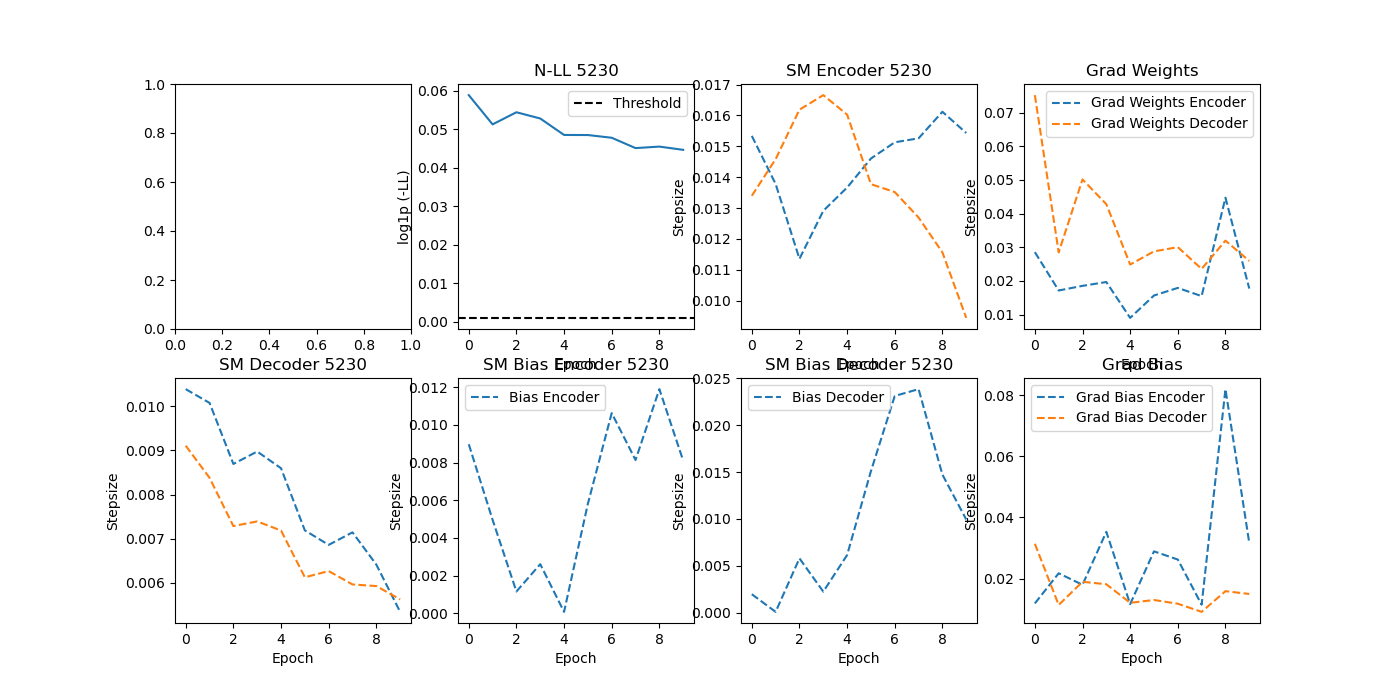 N-LL 5230
SM Encoder 5230
Grad Weights
1.0
0.8
0.6
0.4
0.2
0.0
0.0 0.2 0.4 0.6 0.8 1.0
log1p (-LL)
0.06
0.05
0.04
0.03
0.02
0.01
0.00
Threshold
0 2 4 6 8
Epoch
Stepsize
0.017
0.016
0.015
0.014
0.013
0.012
0.011
0.010
0 2 4 6 8
Epoch
Stepsize
0.07
0.06
0.05
0.04
0.03
0.02
0.01
Grad Weights Encoder
Grad Weights Decoder
0 2 4 6 8
Epoch
SM Decoder 5230
SM Bias Encoder 5230
SM Bias Decoder 5230
Grad Bias
Stepsize
0.010
0.009
0.008
0.007
0.006
0 2 4 6 8
Epoch
Stepsize
0.012
0.010
0.008
0.006
0.004
0.002
0.000
Bias Encoder
0 2 4 6 8
Epoch
Stepsize
0.025
0.020
0.015
0.010
0.005
0.000
Bias Decoder
0 2 4 6 8
Epoch
Stepsize
0.08
0.06
0.04
0.02
Grad Bias Encoder
Grad Bias Decoder
0 2 4 6 8
Epoch